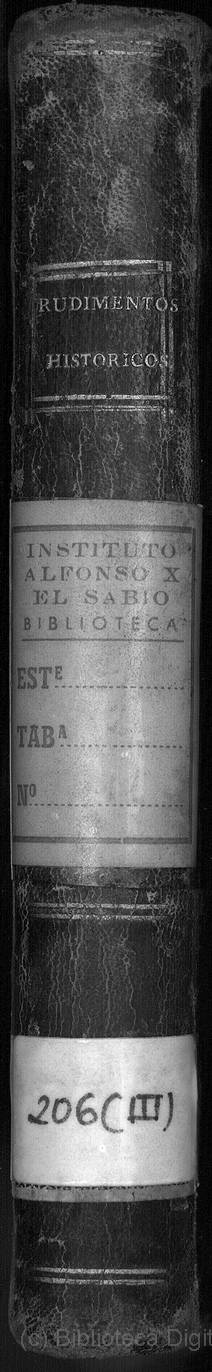 RUDIMENTOS
HISTORICOS
INSTITUTO
ALFONSO X
EL SABIO
BIBLIOTECA
ESTE
TABA
Nº
206 (III)
(c) Biblioteca Digit